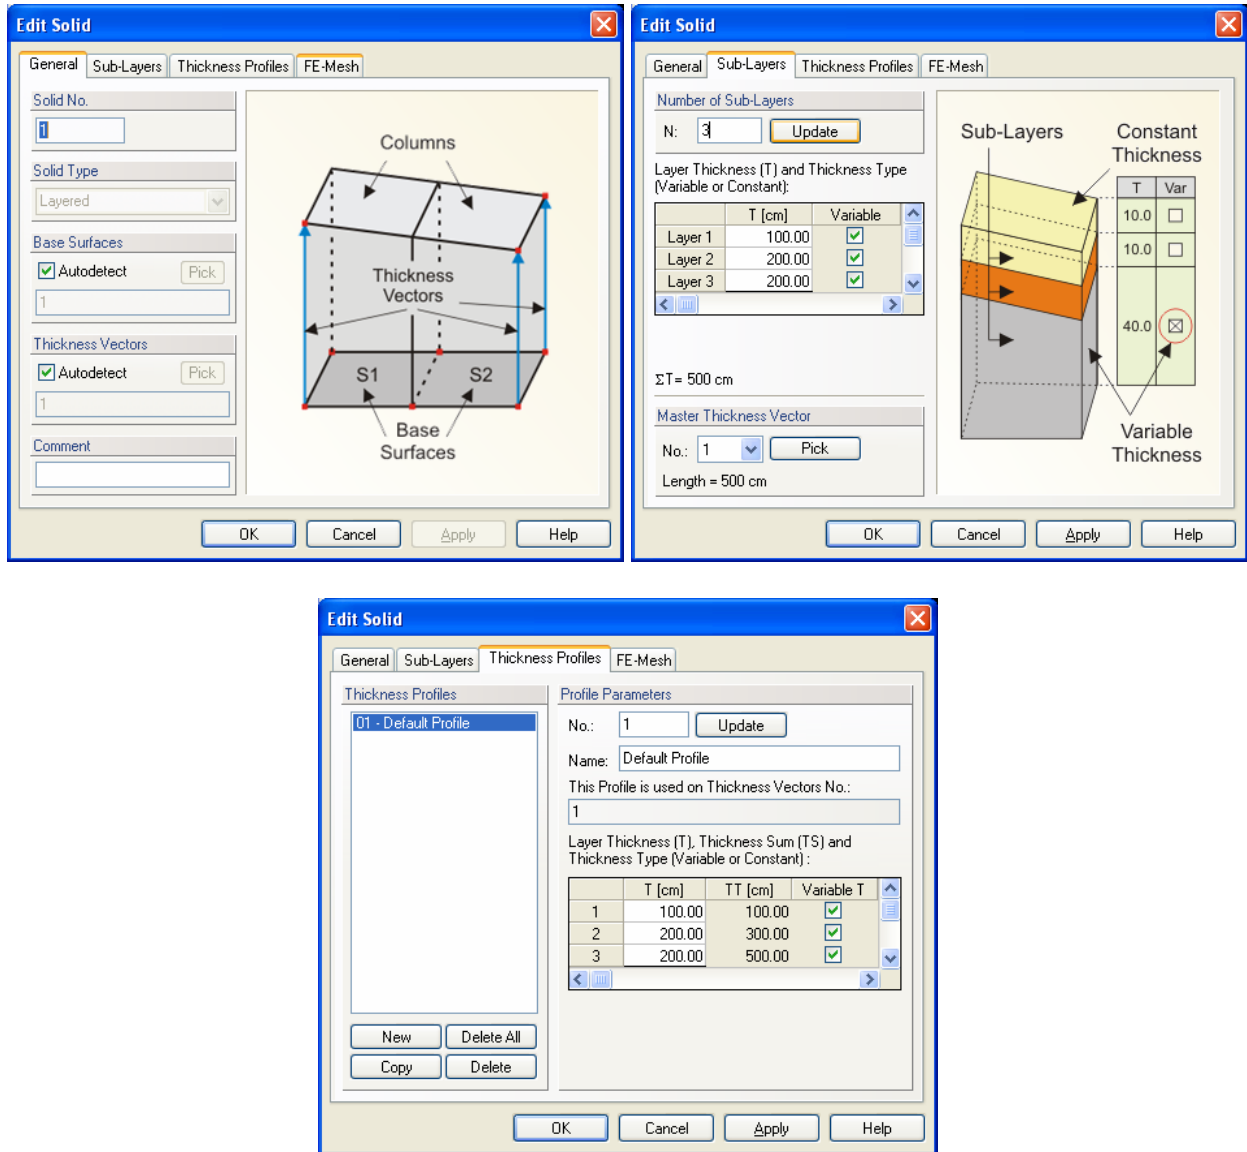 Edit Solid
General Sub-Layers Thickness Profiles FE-Mesh
Solid No.
1
Solid Type
Layered
Base Surfaces
Autodetect Pick
1
Thickness Vectors
Autodetect Pick
1
Comment
Columns
Thickness
Vectors
S1 S2
Base
Surfaces
OK Cancel Apply Help
Edit Solid
General Sub-Layers Thickness Profiles FE-Mesh
Number of Sub-Layers
N: 3 Update
Layer Thickness (T) and Thickness Type
(Variable or Constant):
T [cm] Variable
Layer 1 100.00
Layer 2 200.00
Layer 3 200.00
ΣT= 500 cm
Master Thickness Vector
No.: 1 Pick
Length = 500 cm
Sub-Layers Constant
Thickness
T Var
10.0
10.0
40.0
Variable
Thickness
OK Cancel Apply Help
Edit Solid
General Sub-Layers Thickness Profiles FE-Mesh
Thickness Profiles
01 - Default Profile
New Delete All
Copy Delete
Profile Parameters
No.: 1 Update
Name: Default Profile
This Profile is used on Thickness Vectors No.:
1
Layer Thickness (T), Thickness Sum (TS) and
Thickness Type (Variable or Constant) :
T [cm] TT [cm] Variable T
1 100.00 100.00
2 200.00 300.00
3 200.00 500.00
OK Cancel Apply Help